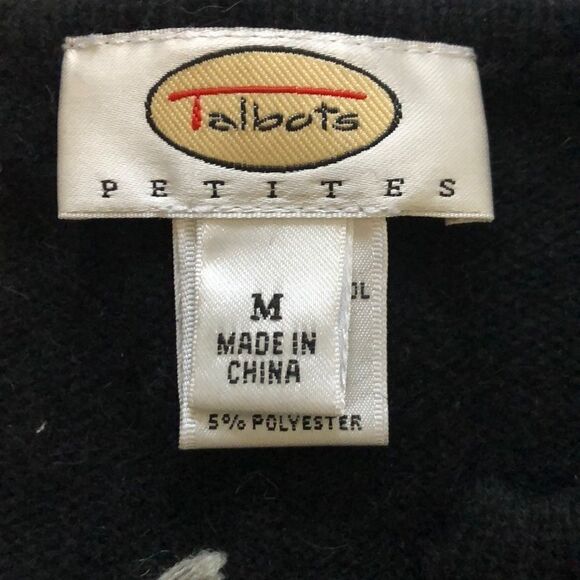 Talbots
PETITES
M
MADE IN
CHINA
5% POLYESTER